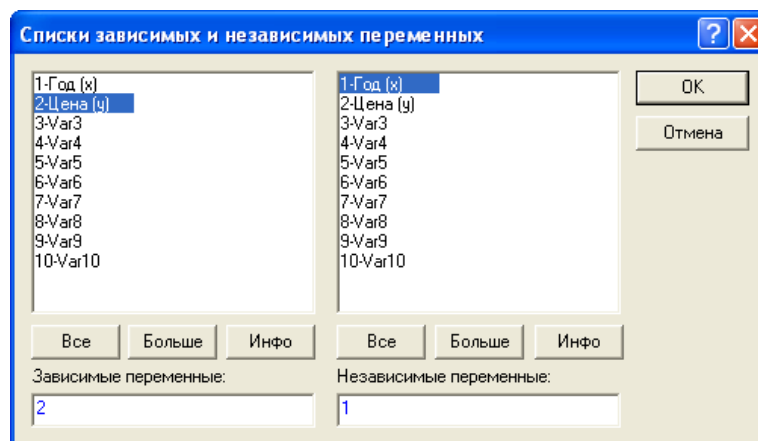 Списки зависимых и независимых переменных
1-Год (x)
2-Цена (y)
3-Var3
4-Var4
5-Var5
6-Var6
7-Var7
8-Var8
9-Var9
10-Var10
1-Год (x)
2-Цена (y)
3-Var3
4-Var4
5-Var5
6-Var6
7-Var7
8-Var8
9-Var9
10-Var10
OK
Отмена
Все Больше Инфо
Все Больше Инфо
Зависимые переменные:
Независимые переменные:
2
1